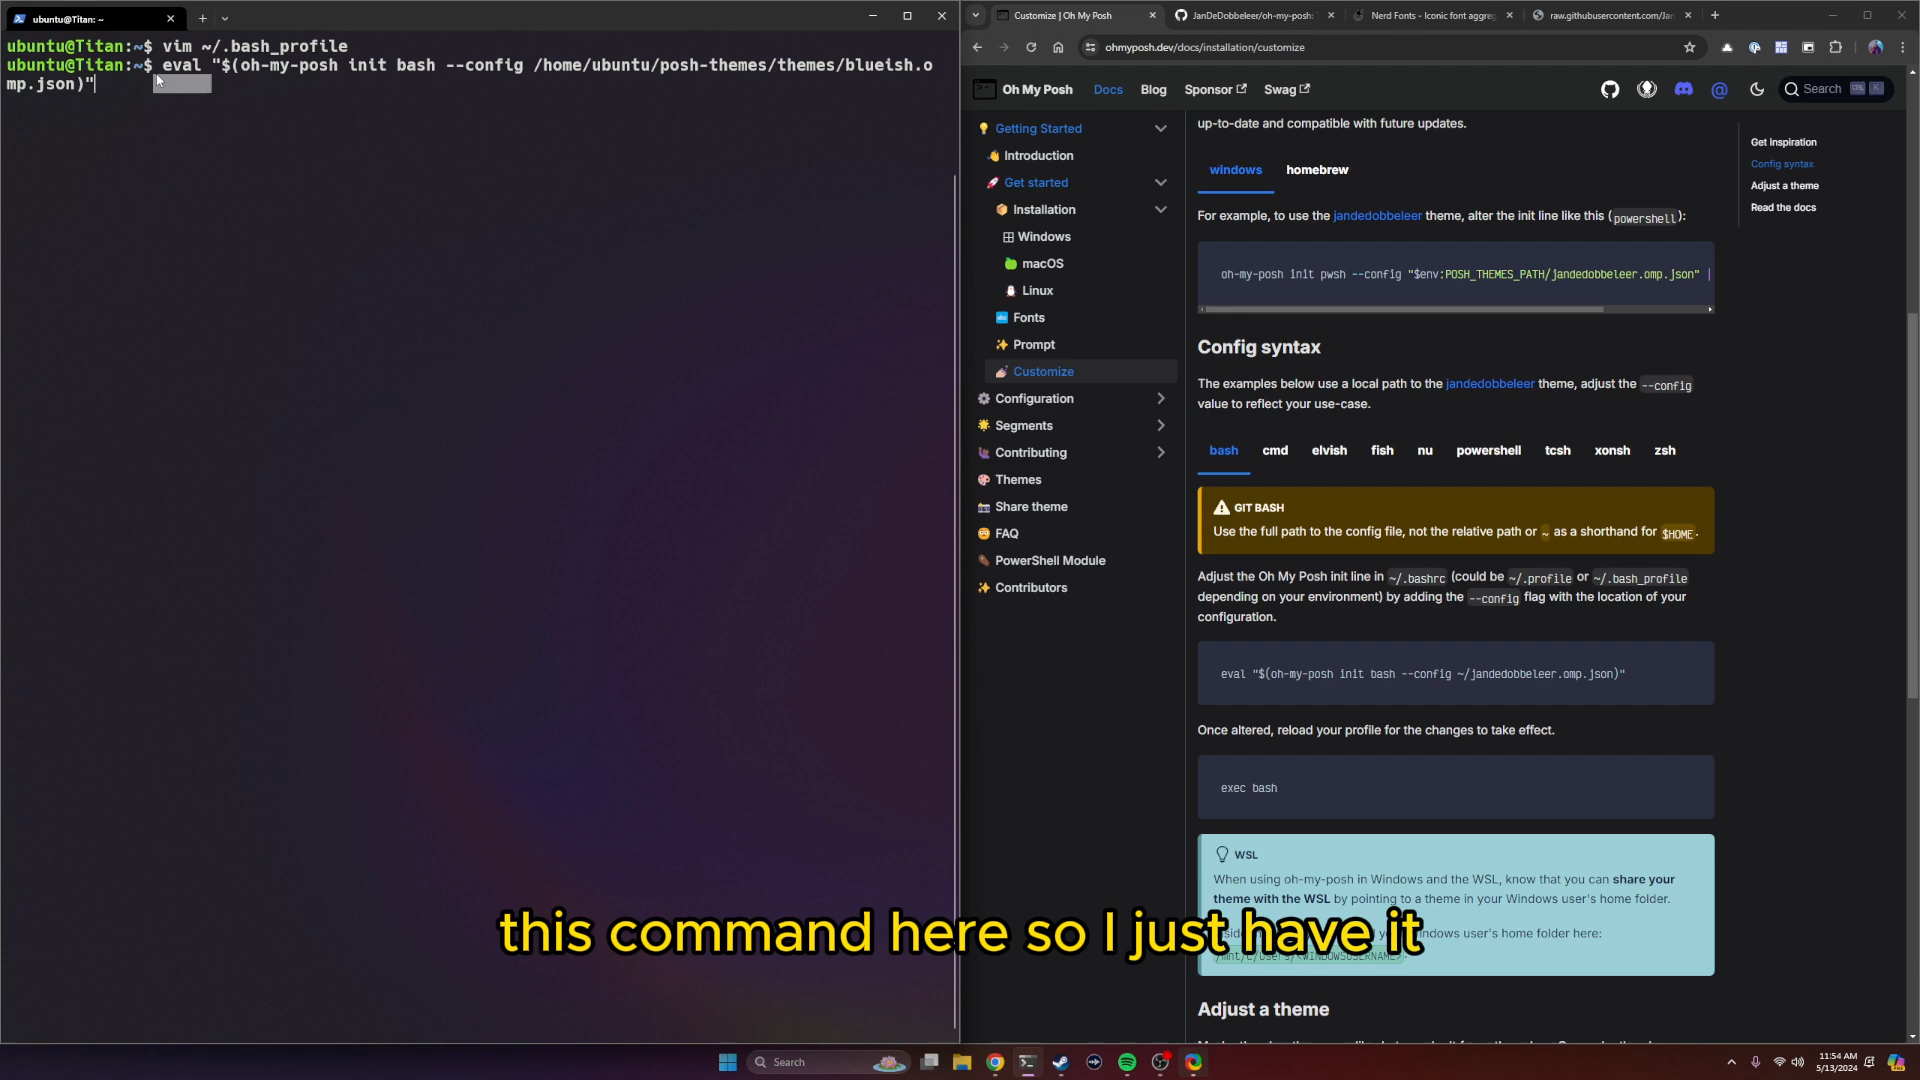 ubuntu@Titan: ~
ubuntu@Titan:~$ vim ~/.bash_profile
ubuntu@Titan:~$ eval "$(oh-my-posh init bash --config /home/ubuntu/posh-themes/themes/blueish.o
mp.json)"
Customize | Oh My Posh
JanDeDobbeleer/oh-my-posh:
Nerd Fonts - Iconic font aggreg
raw.githubusercontent.com/Jan
ohmyposh.dev/docs/installation/customize
Oh My Posh
Docs
Blog
Sponsor
Swag
Search
Getting Started
Introduction
Get started
Installation
Windows
macOS
Linux
Fonts
Prompt
Customize
Configuration
Segments
Contributing
Themes
Share theme
FAQ
PowerShell Module
Contributors
up-to-date and compatible with future updates.
windows homebrew
For example, to use the jandedobbeleer theme, alter the init line like this (powershell):
oh-my-posh init pwsh --config "$env:POSH_THEMES_PATH/jandedobbeleer.omp.json" |
Config syntax
The examples below use a local path to the jandedobbeleer theme, adjust the --config
value to reflect your use-case.
bash cmd elvish fish nu powershell tcsh xonsh zsh
GIT BASH
Use the full path to the config file, not the relative path or ~ as a shorthand for $HOME.
Adjust the Oh My Posh init line in ~/.bashrc (could be ~/.profile or ~/.bash_profile
depending on your environment) by adding the --config flag with the location of your
configuration.
eval "$(oh-my-posh init bash --config ~/jandedobbeleer.omp.json)"
Once altered, reload your profile for the changes to take effect.
exec bash
WSL
When using oh-my-posh in Windows and the WSL, know that you can share your
theme with the WSL by pointing to a theme in your Windows user's home folder.
indows user's home folder here:
/mnt/c/Users/<WINDOWSUSERNAME>
Adjust a theme
Get Inspiration
Config syntax
Adjust a theme
Read the docs
this command here so I just have it
Search
11:54 AM
5/13/2024